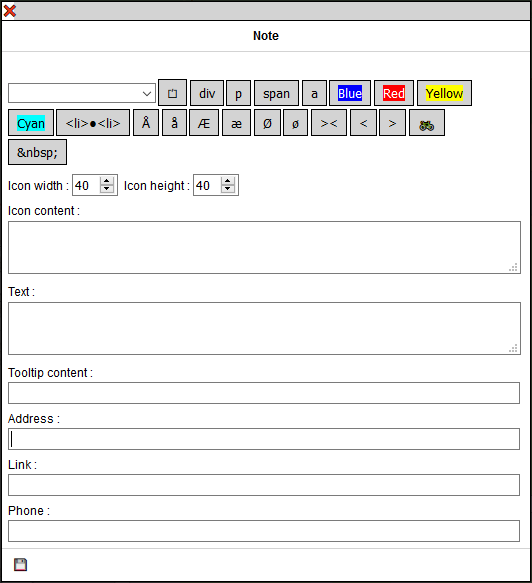 Note
div p span a Blue Red Yellow
Cyan <li>●<li> Å å Æ æ Ø ø >< < >
&nbsp;
Icon width : 40 Icon height : 40
Icon content :
Text :
Tooltip content :
Address :
Link :
Phone :